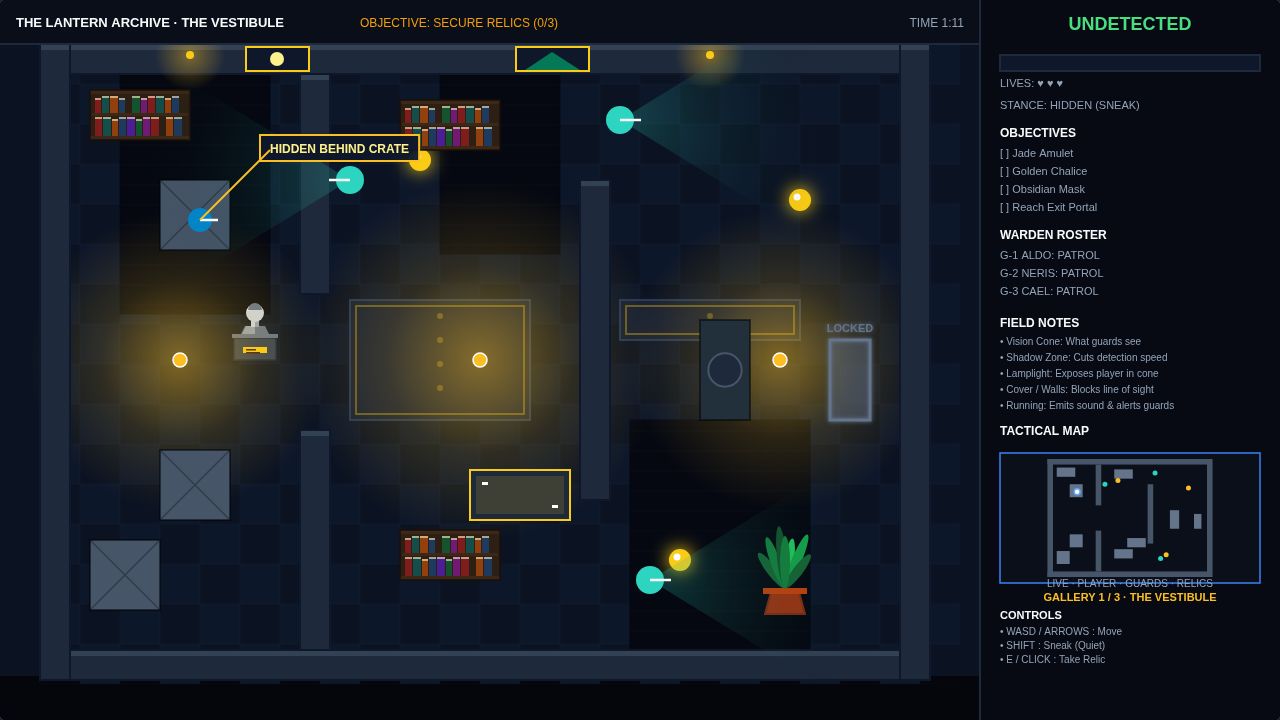 THE LANTERN ARCHIVE · THE VESTIBULE
OBJECTIVE: SECURE RELICS (0/3)
TIME 1:11
HIDDEN BEHIND CRATE
LOCKED
UNDETECTED
LIVES: ♥ ♥ ♥
STANCE: HIDDEN (SNEAK)
OBJECTIVES
[ ] Jade Amulet
[ ] Golden Chalice
[ ] Obsidian Mask
[ ] Reach Exit Portal
WARDEN ROSTER
G-1 ALDO: PATROL
G-2 NERIS: PATROL
G-3 CAEL: PATROL
FIELD NOTES
• Vision Cone: What guards see
• Shadow Zone: Cuts detection speed
• Lamplight: Exposes player in cone
• Cover / Walls: Blocks line of sight
• Running: Emits sound & alerts guards
TACTICAL MAP
LIVE · PLAYER · GUARDS · RELICS
GALLERY 1 / 3 · THE VESTIBULE
CONTROLS
• WASD / ARROWS : Move
• SHIFT : Sneak (Quiet)
• E / CLICK : Take Relic